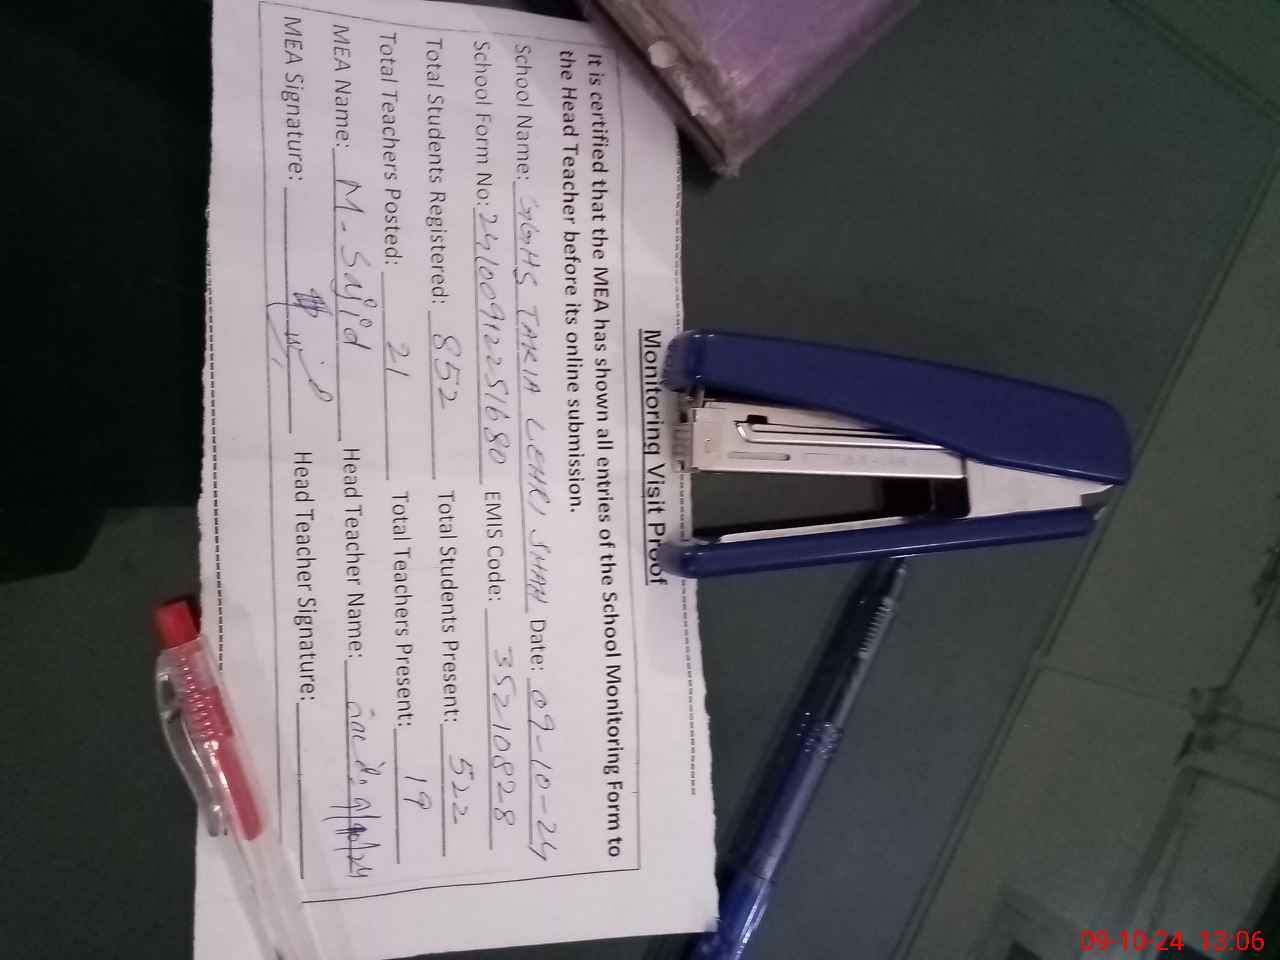 Monitoring Visit Proof
It is certified that the MEA has shown all entries of the School Monitoring Form to
the Head Teacher before its online submission.
School Name: GGHS TAKIA LEHRI SHAH Date: 09-10-24
School Form No: 24100912251680 EMIS Code: 35210828
Total Students Registered: 852 Total Students Present: 522
Total Teachers Posted: 21 Total Teachers Present: 19
MEA Name: M. Sajid Head Teacher Name:
MEA Signature: Head Teacher Signature:
09-10-24 13:06